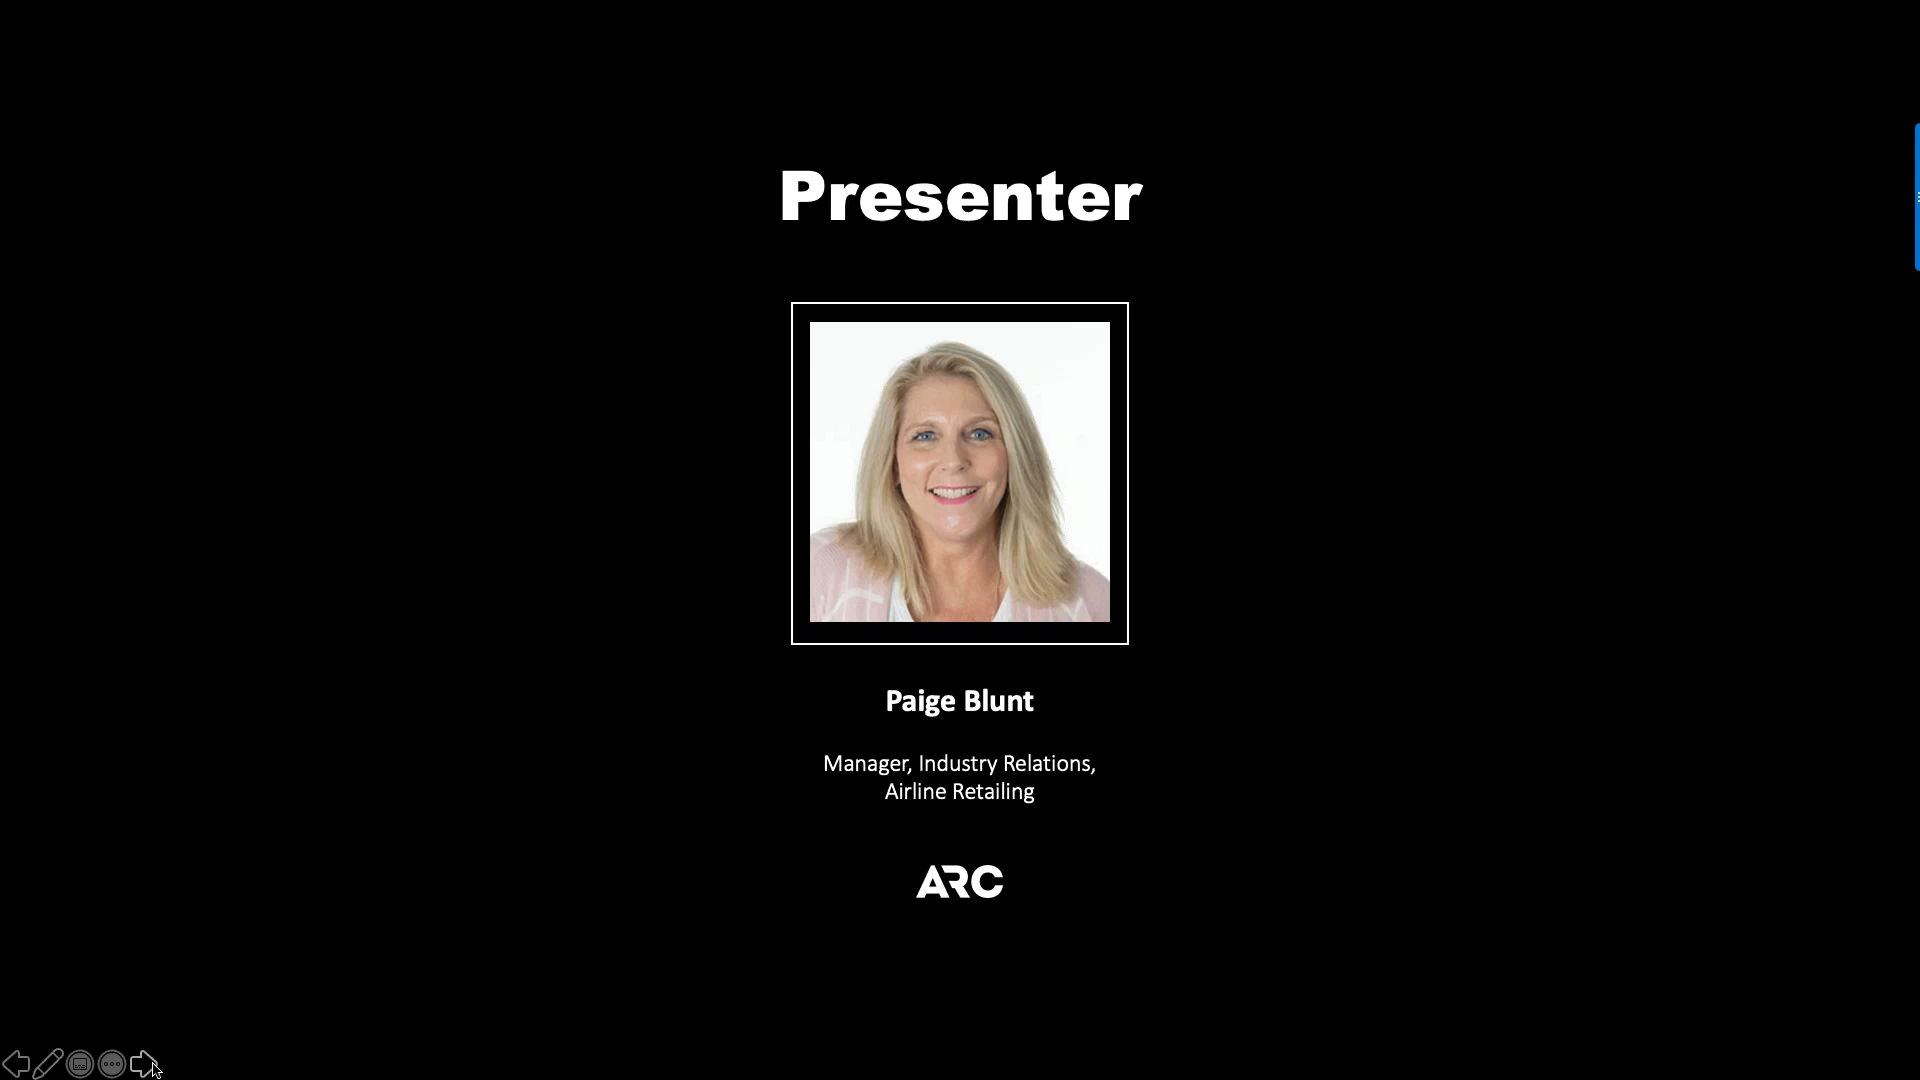 Presenter
Paige Blunt
Manager, Industry Relations,
Airline Retailing
ARC